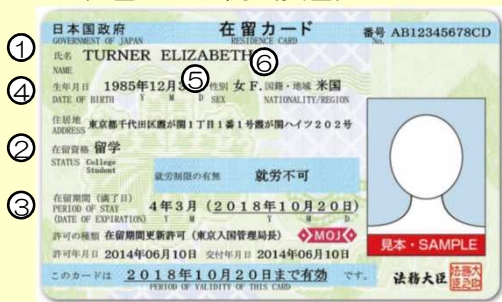 日本国政府 在留カード 番号 AB12345678CD
GOVERNMENT OF JAPAN RESIDENCE CARD No.
① 氏名 TURNER ELIZABETH ⑥
NAME
④ 生年月日 1985年12月3 ⑤ 性別 女 F. 国籍・地域 米国
DATE OF BIRTH Y M D SEX NATIONALITY/REGION
住居地 東京都千代田区霞が関1丁目1番1号霞が関ハイツ202号
ADDRESS
② 在留資格 留学
STATUS College Student
就労制限の有無 就労不可
③ 在留期間(満了日) 4年3月(2018年10月20日)
PERIOD OF STAY
(DATE OF EXPIRATION) Y M Y M D
許可の種類 在留期間更新許可(東京入国管理局長) MOJ
許可年月日 2014年06月10日 交付年月日 2014年06月10日
見本・SAMPLE
このカードは 2018年10月20日まで有効 です。
PERIOD OF VALIDITY OF THIS CARD
法務大臣